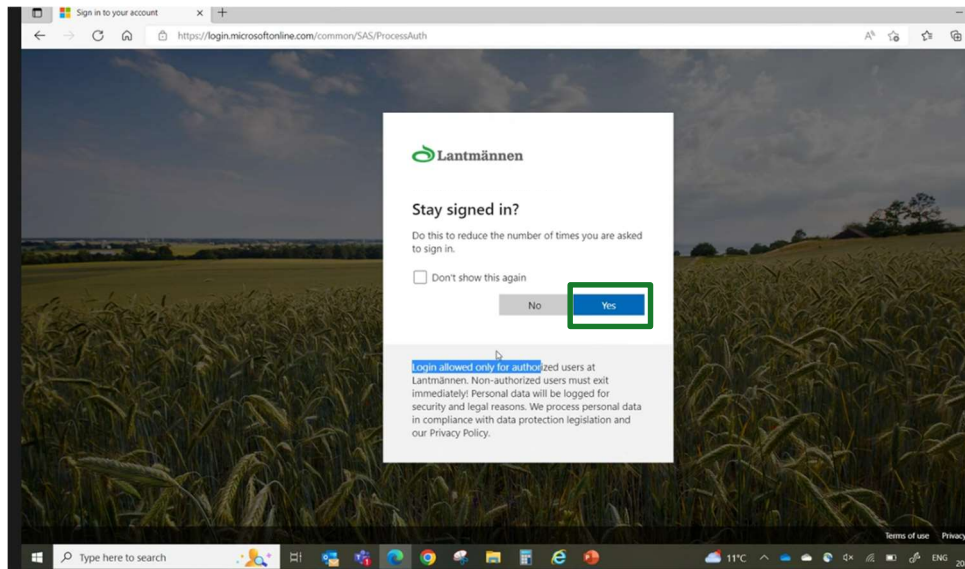 Sign in to your account
https://login.microsoftonline.com/common/SAS/ProcessAuth
Lantmännen
Stay signed in?
Do this to reduce the number of times you are asked
to sign in.
Don't show this again
No
Yes
Login allowed only for authorized users at
Lantmännen. Non-authorized users must exit
immediately! Personal data will be logged for
security and legal reasons. We process personal data
in compliance with data protection legislation and
our Privacy Policy.
Terms of use Privacy
Type here to search
11°C
ENG
20